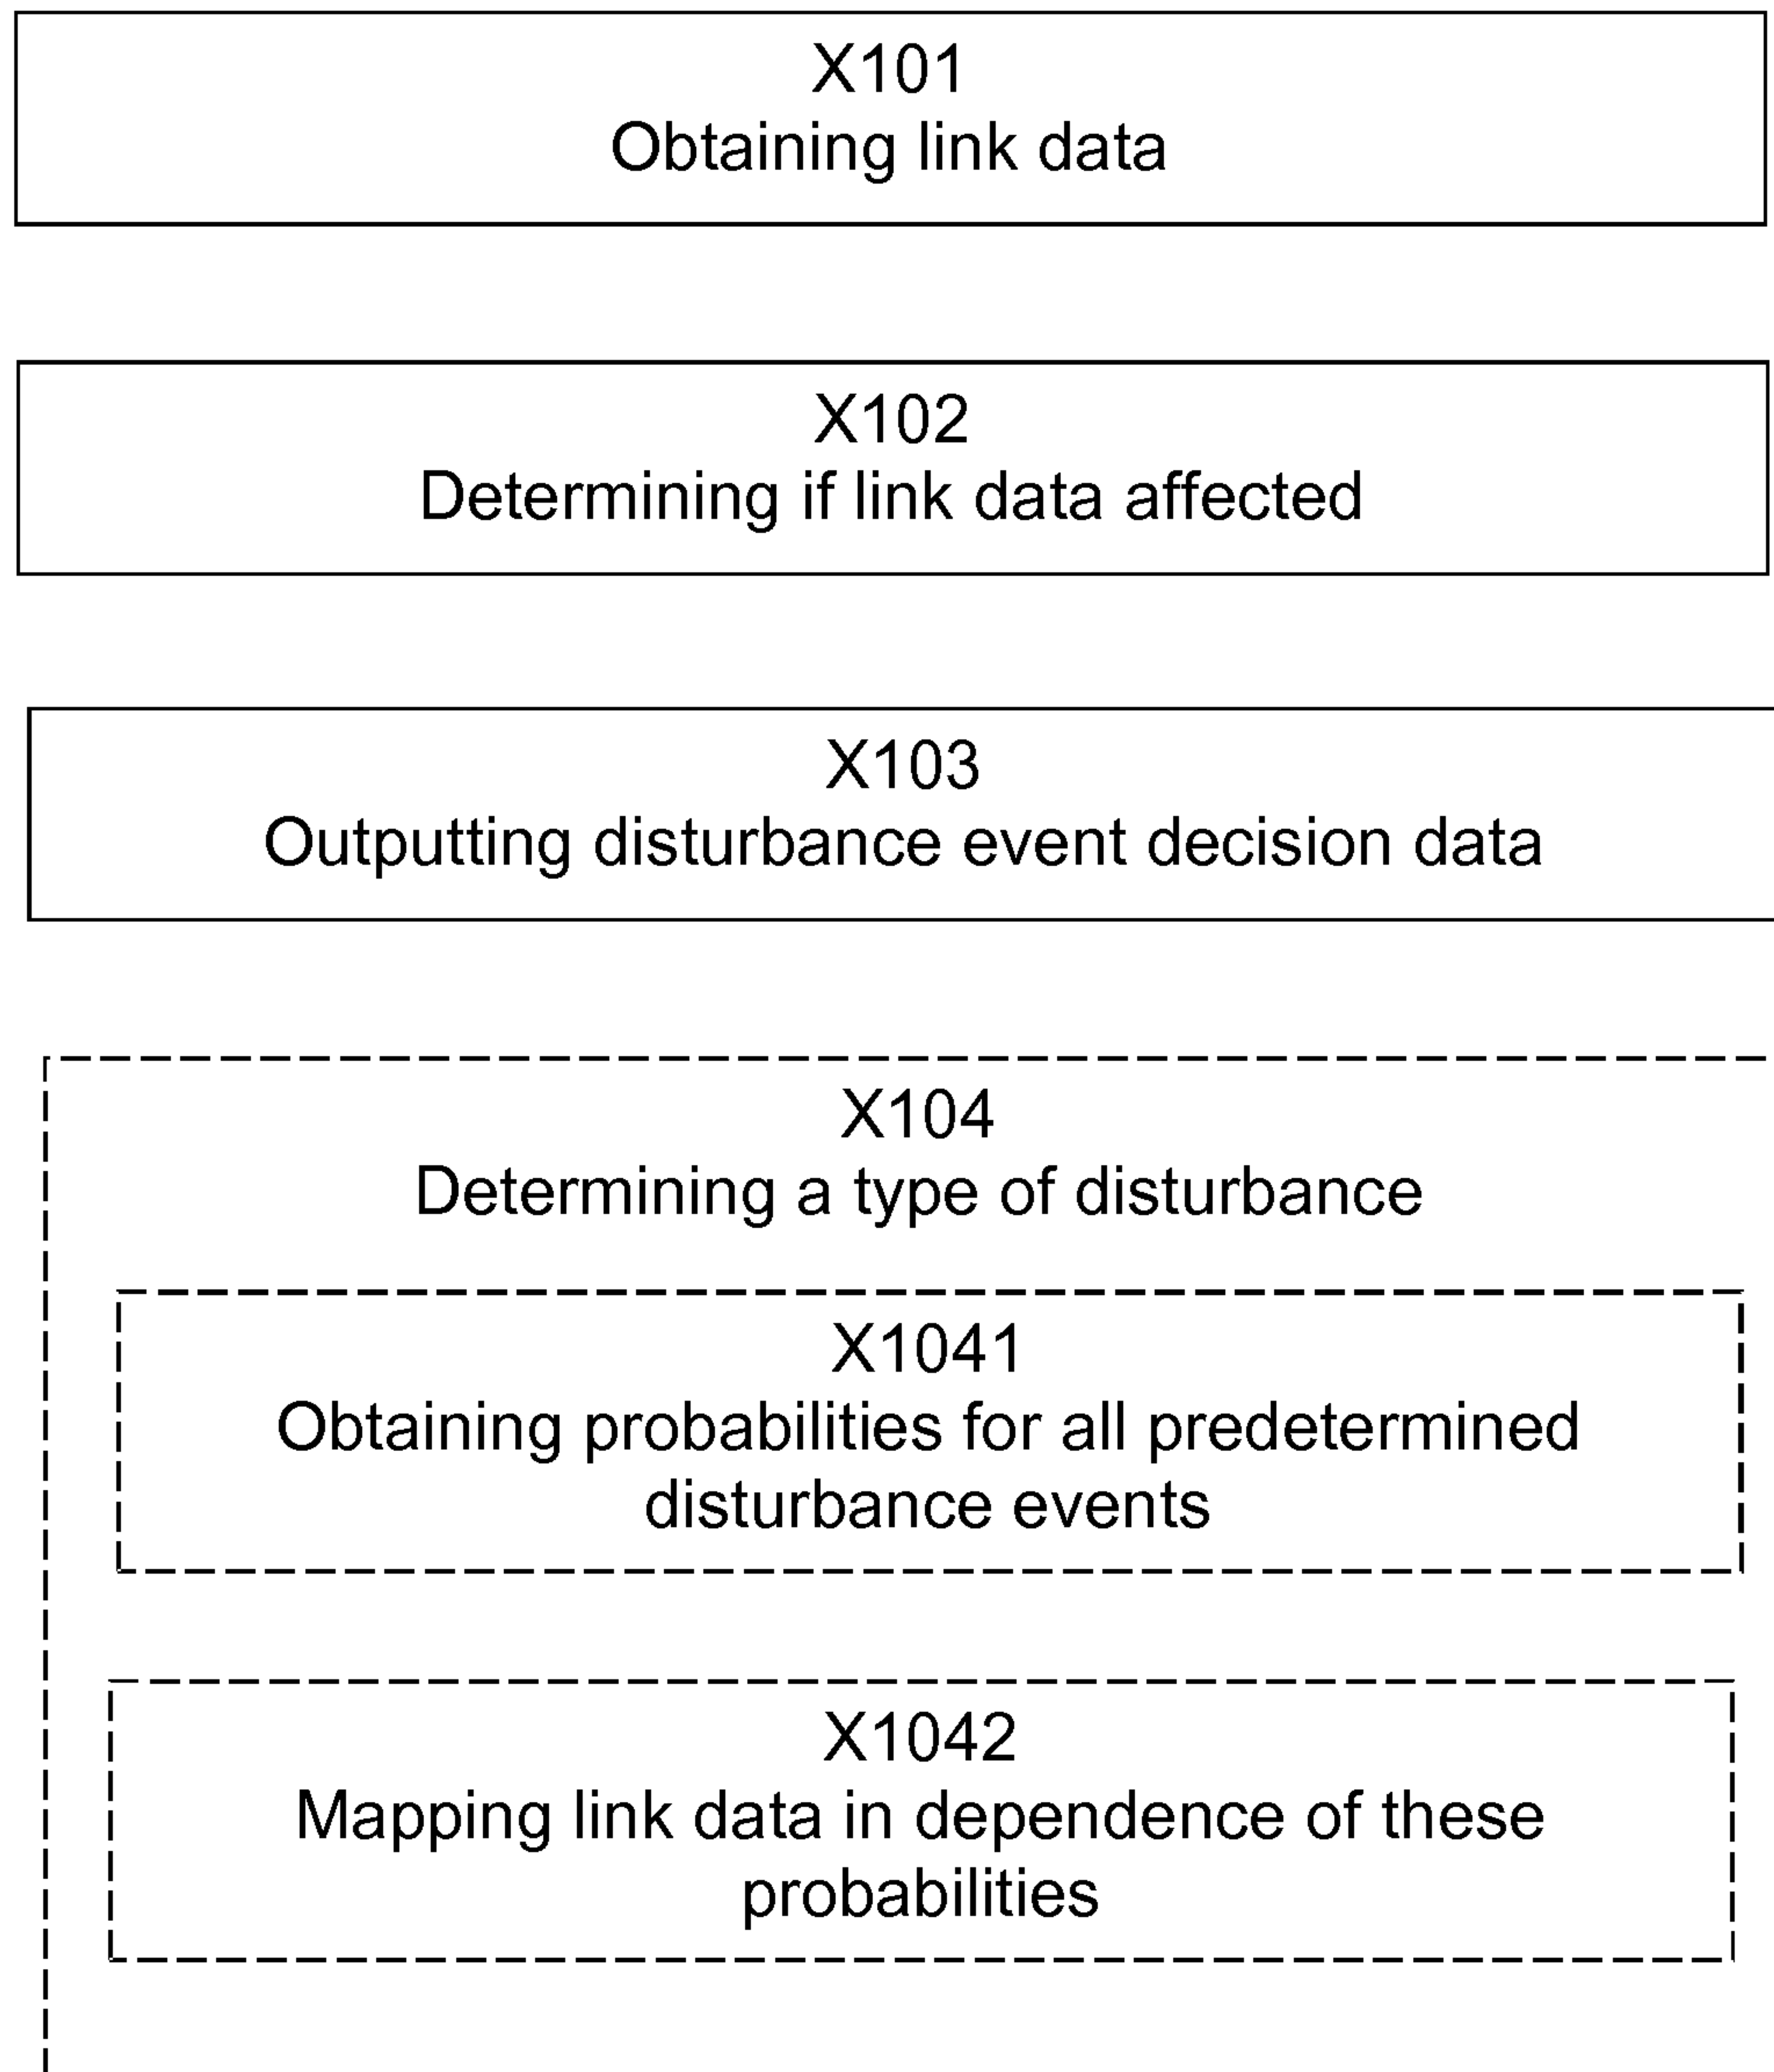 X101
Obtaining link data
X102
Determining if link data affected
X103
Outputting disturbance event decision data
X104
Determining a type of disturbance
X1041
Obtaining probabilities for all predetermined
disturbance events
X1042
Mapping link data in dependence of these
probabilities